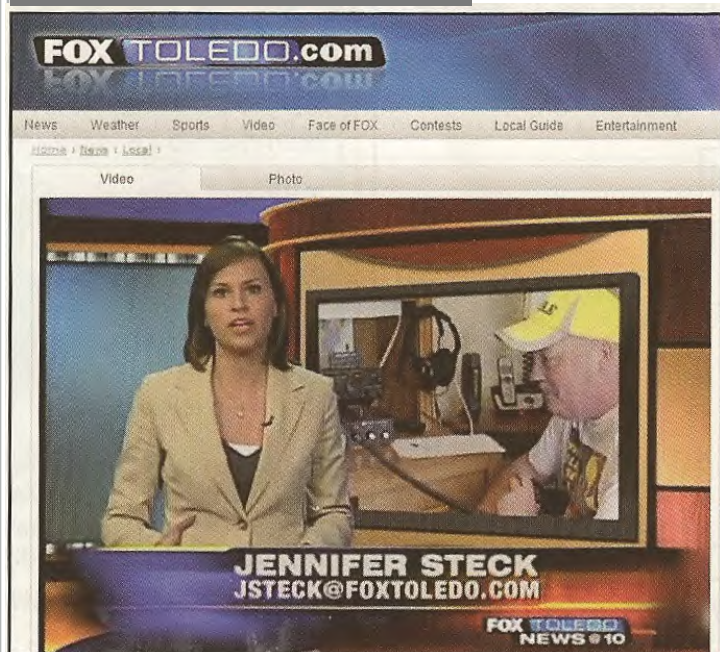 FOX TOLEDO.com
News Weather Sports Video Face of FOX Contests Local Guide Entertainment
Home › News › Local ›
Video Photo
JENNIFER STECK
JSTECK@FOXTOLEDO.COM
FOX TOLEDO
NEWS@10